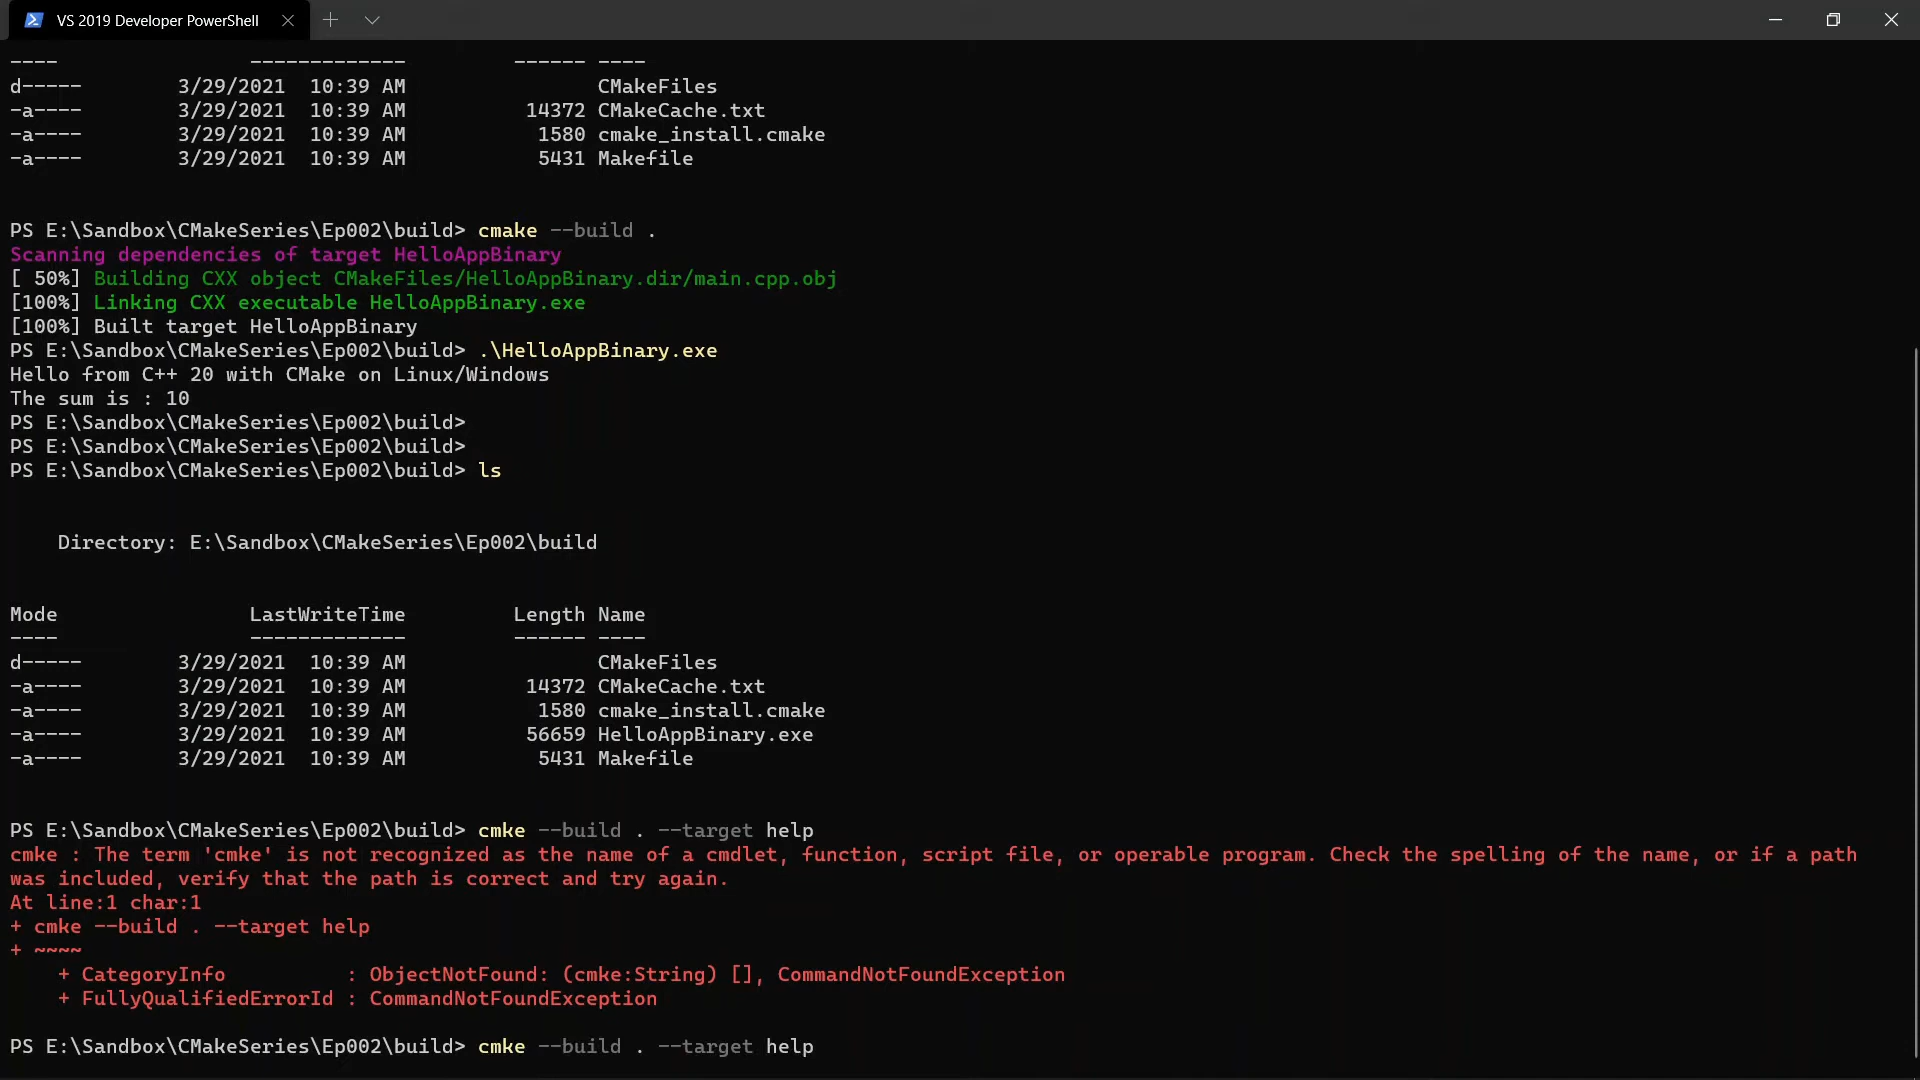 VS 2019 Developer PowerShell
----                -------------         ------ ----
d-----        3/29/2021  10:39 AM                CMakeFiles
-a----        3/29/2021  10:39 AM          14372 CMakeCache.txt
-a----        3/29/2021  10:39 AM           1580 cmake_install.cmake
-a----        3/29/2021  10:39 AM           5431 Makefile
PS E:\Sandbox\CMakeSeries\Ep002\build> cmake --build .
Scanning dependencies of target HelloAppBinary
[ 50%] Building CXX object CMakeFiles/HelloAppBinary.dir/main.cpp.obj
[100%] Linking CXX executable HelloAppBinary.exe
[100%] Built target HelloAppBinary
PS E:\Sandbox\CMakeSeries\Ep002\build> .\HelloAppBinary.exe
Hello from C++ 20 with CMake on Linux/Windows
The sum is : 10
PS E:\Sandbox\CMakeSeries\Ep002\build>
PS E:\Sandbox\CMakeSeries\Ep002\build>
PS E:\Sandbox\CMakeSeries\Ep002\build> ls
    Directory: E:\Sandbox\CMakeSeries\Ep002\build
Mode                LastWriteTime         Length Name
----                -------------         ------ ----
d-----        3/29/2021  10:39 AM                CMakeFiles
-a----        3/29/2021  10:39 AM          14372 CMakeCache.txt
-a----        3/29/2021  10:39 AM           1580 cmake_install.cmake
-a----        3/29/2021  10:39 AM          56659 HelloAppBinary.exe
-a----        3/29/2021  10:39 AM           5431 Makefile
PS E:\Sandbox\CMakeSeries\Ep002\build> cmke --build . --target help
cmke : The term 'cmke' is not recognized as the name of a cmdlet, function, script file, or operable program. Check the spelling of the name, or if a path
was included, verify that the path is correct and try again.
At line:1 char:1
+ cmke --build . --target help
+ ~~~~
    + CategoryInfo          : ObjectNotFound: (cmke:String) [], CommandNotFoundException
    + FullyQualifiedErrorId : CommandNotFoundException
PS E:\Sandbox\CMakeSeries\Ep002\build> cmke --build . --target help